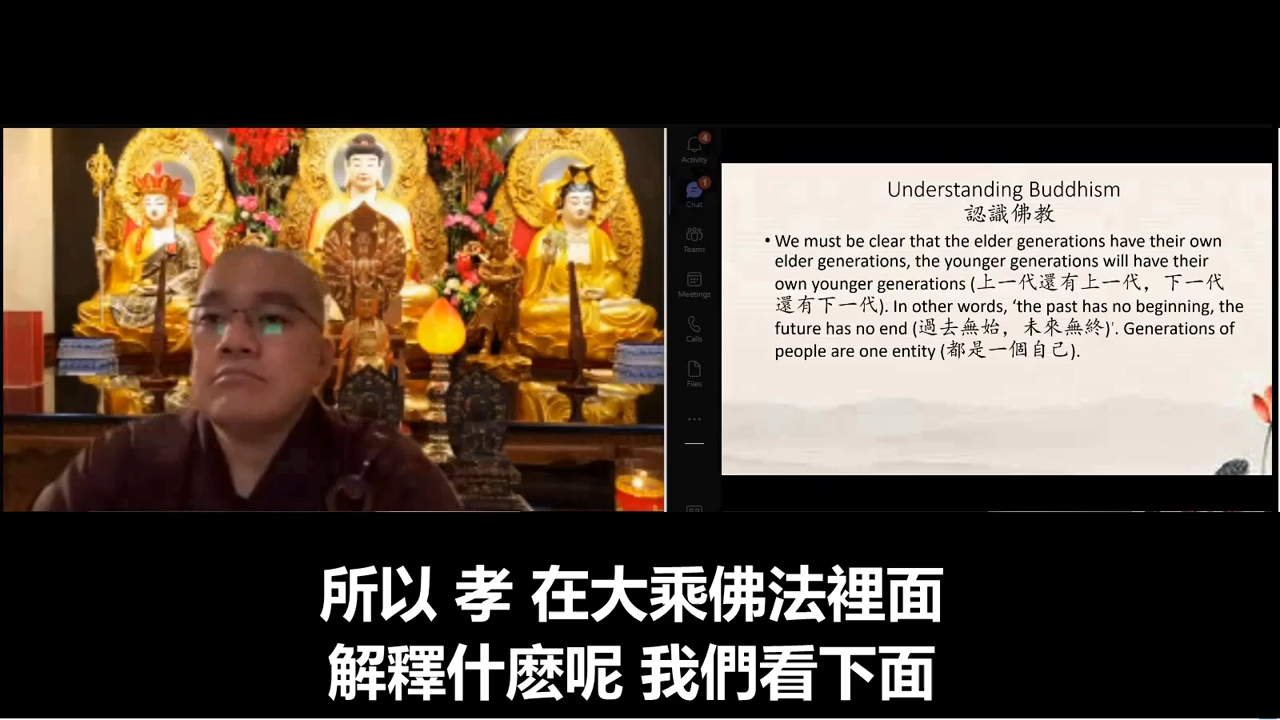 4
Activity
1
Chat
Teams
Meetings
Calls
Files
Understanding Buddhism
認識佛教
• We must be clear that the elder generations have their own
elder generations, the younger generations will have their
own younger generations (上一代還有上一代，下一代
還有下一代). In other words, ‘the past has no beginning, the
future has no end (過去無始，未來無終)’. Generations of
people are one entity (都是一個自己).
所以 孝 在大乘佛法裡面
解釋什麽呢 我們看下面